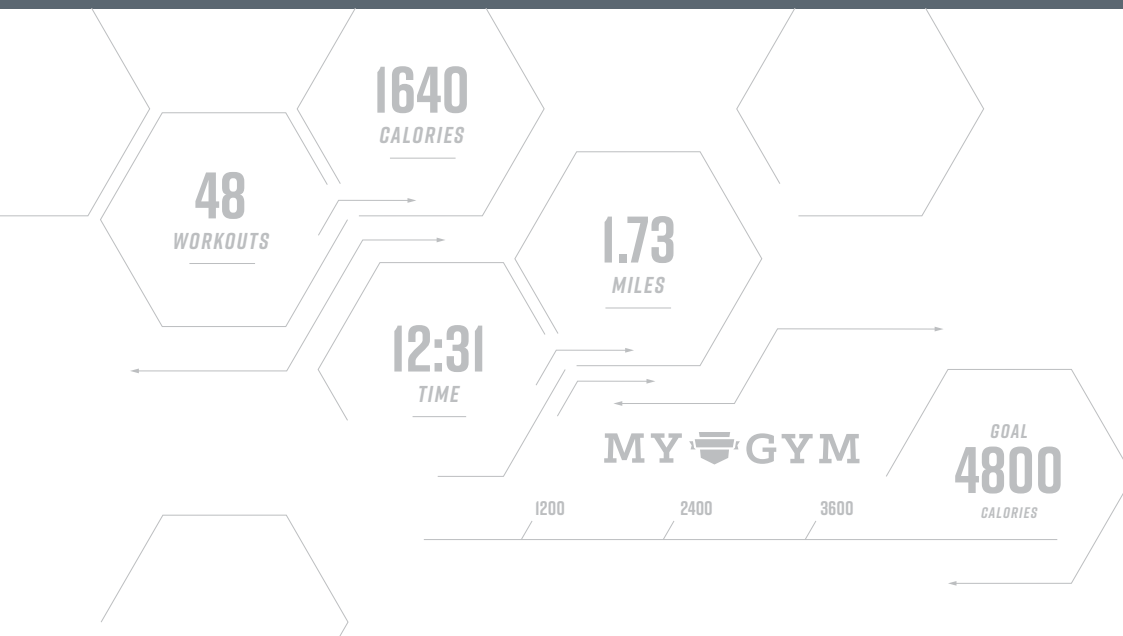 1640
CALORIES
48
WORKOUTS
1.73
MILES
12:31
TIME
MY GYM
GOAL
4800
CALORIES
1200
2400
3600